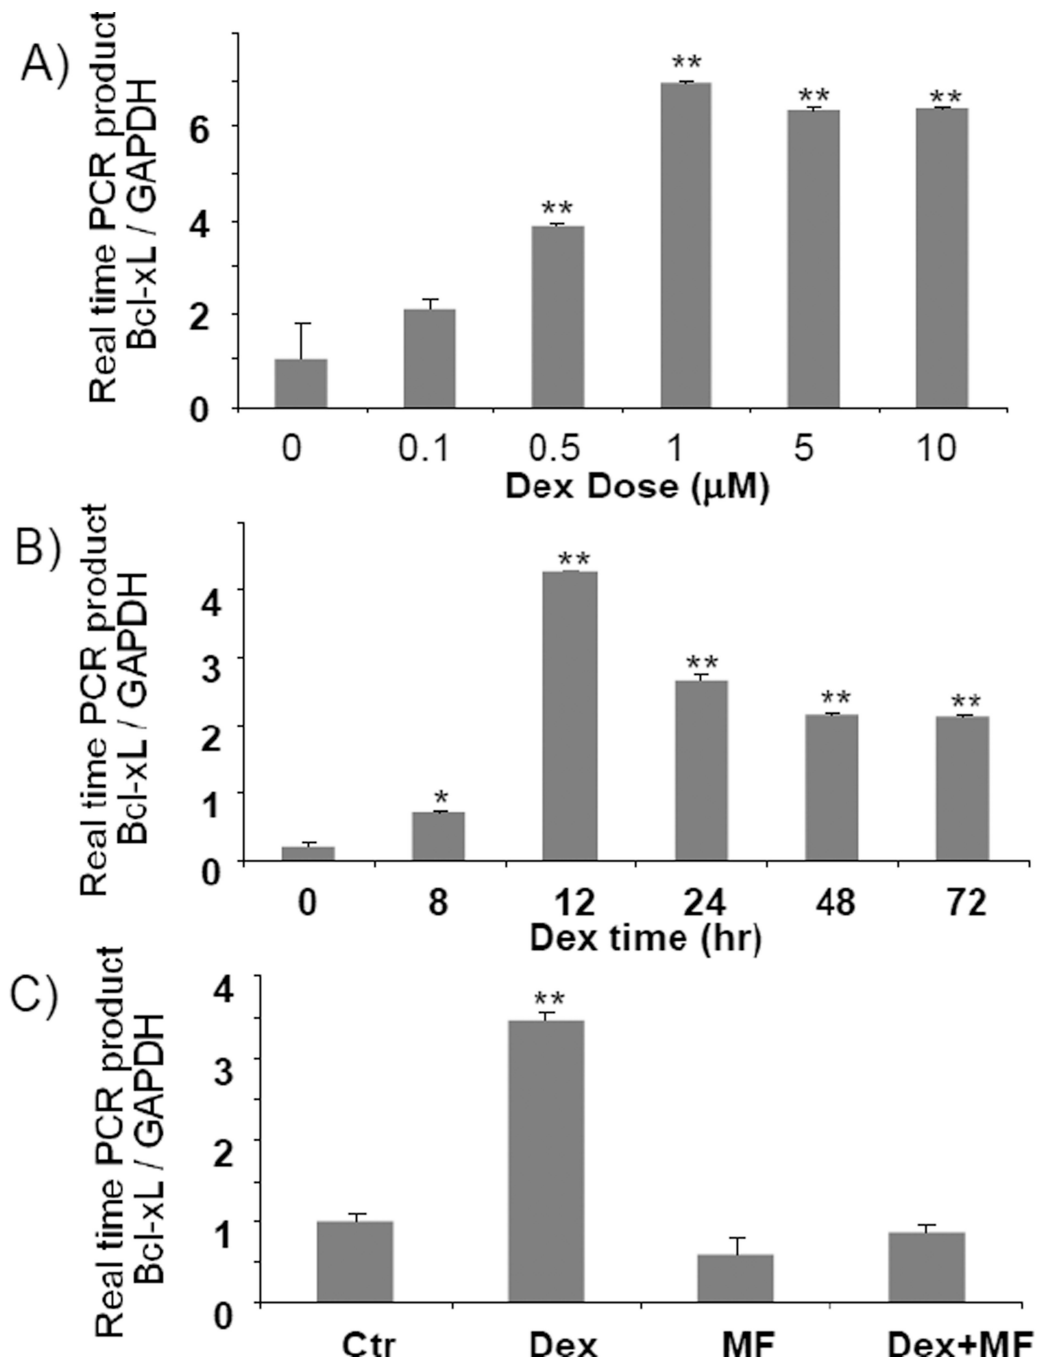 A)
Real time PCR product
Bcl-xL / GAPDH
6
4
2
0
** ** ** **
0 0.1 0.5 1 5 10
Dex Dose (μM)
B)
Real time PCR product
Bcl-xL / GAPDH
4
3
2
1
0
* ** ** ** **
0 8 12 24 48 72
Dex time (hr)
C)
Real time PCR product
Bcl-xL / GAPDH
4
3
2
1
0
**
Ctr Dex MF Dex+MF